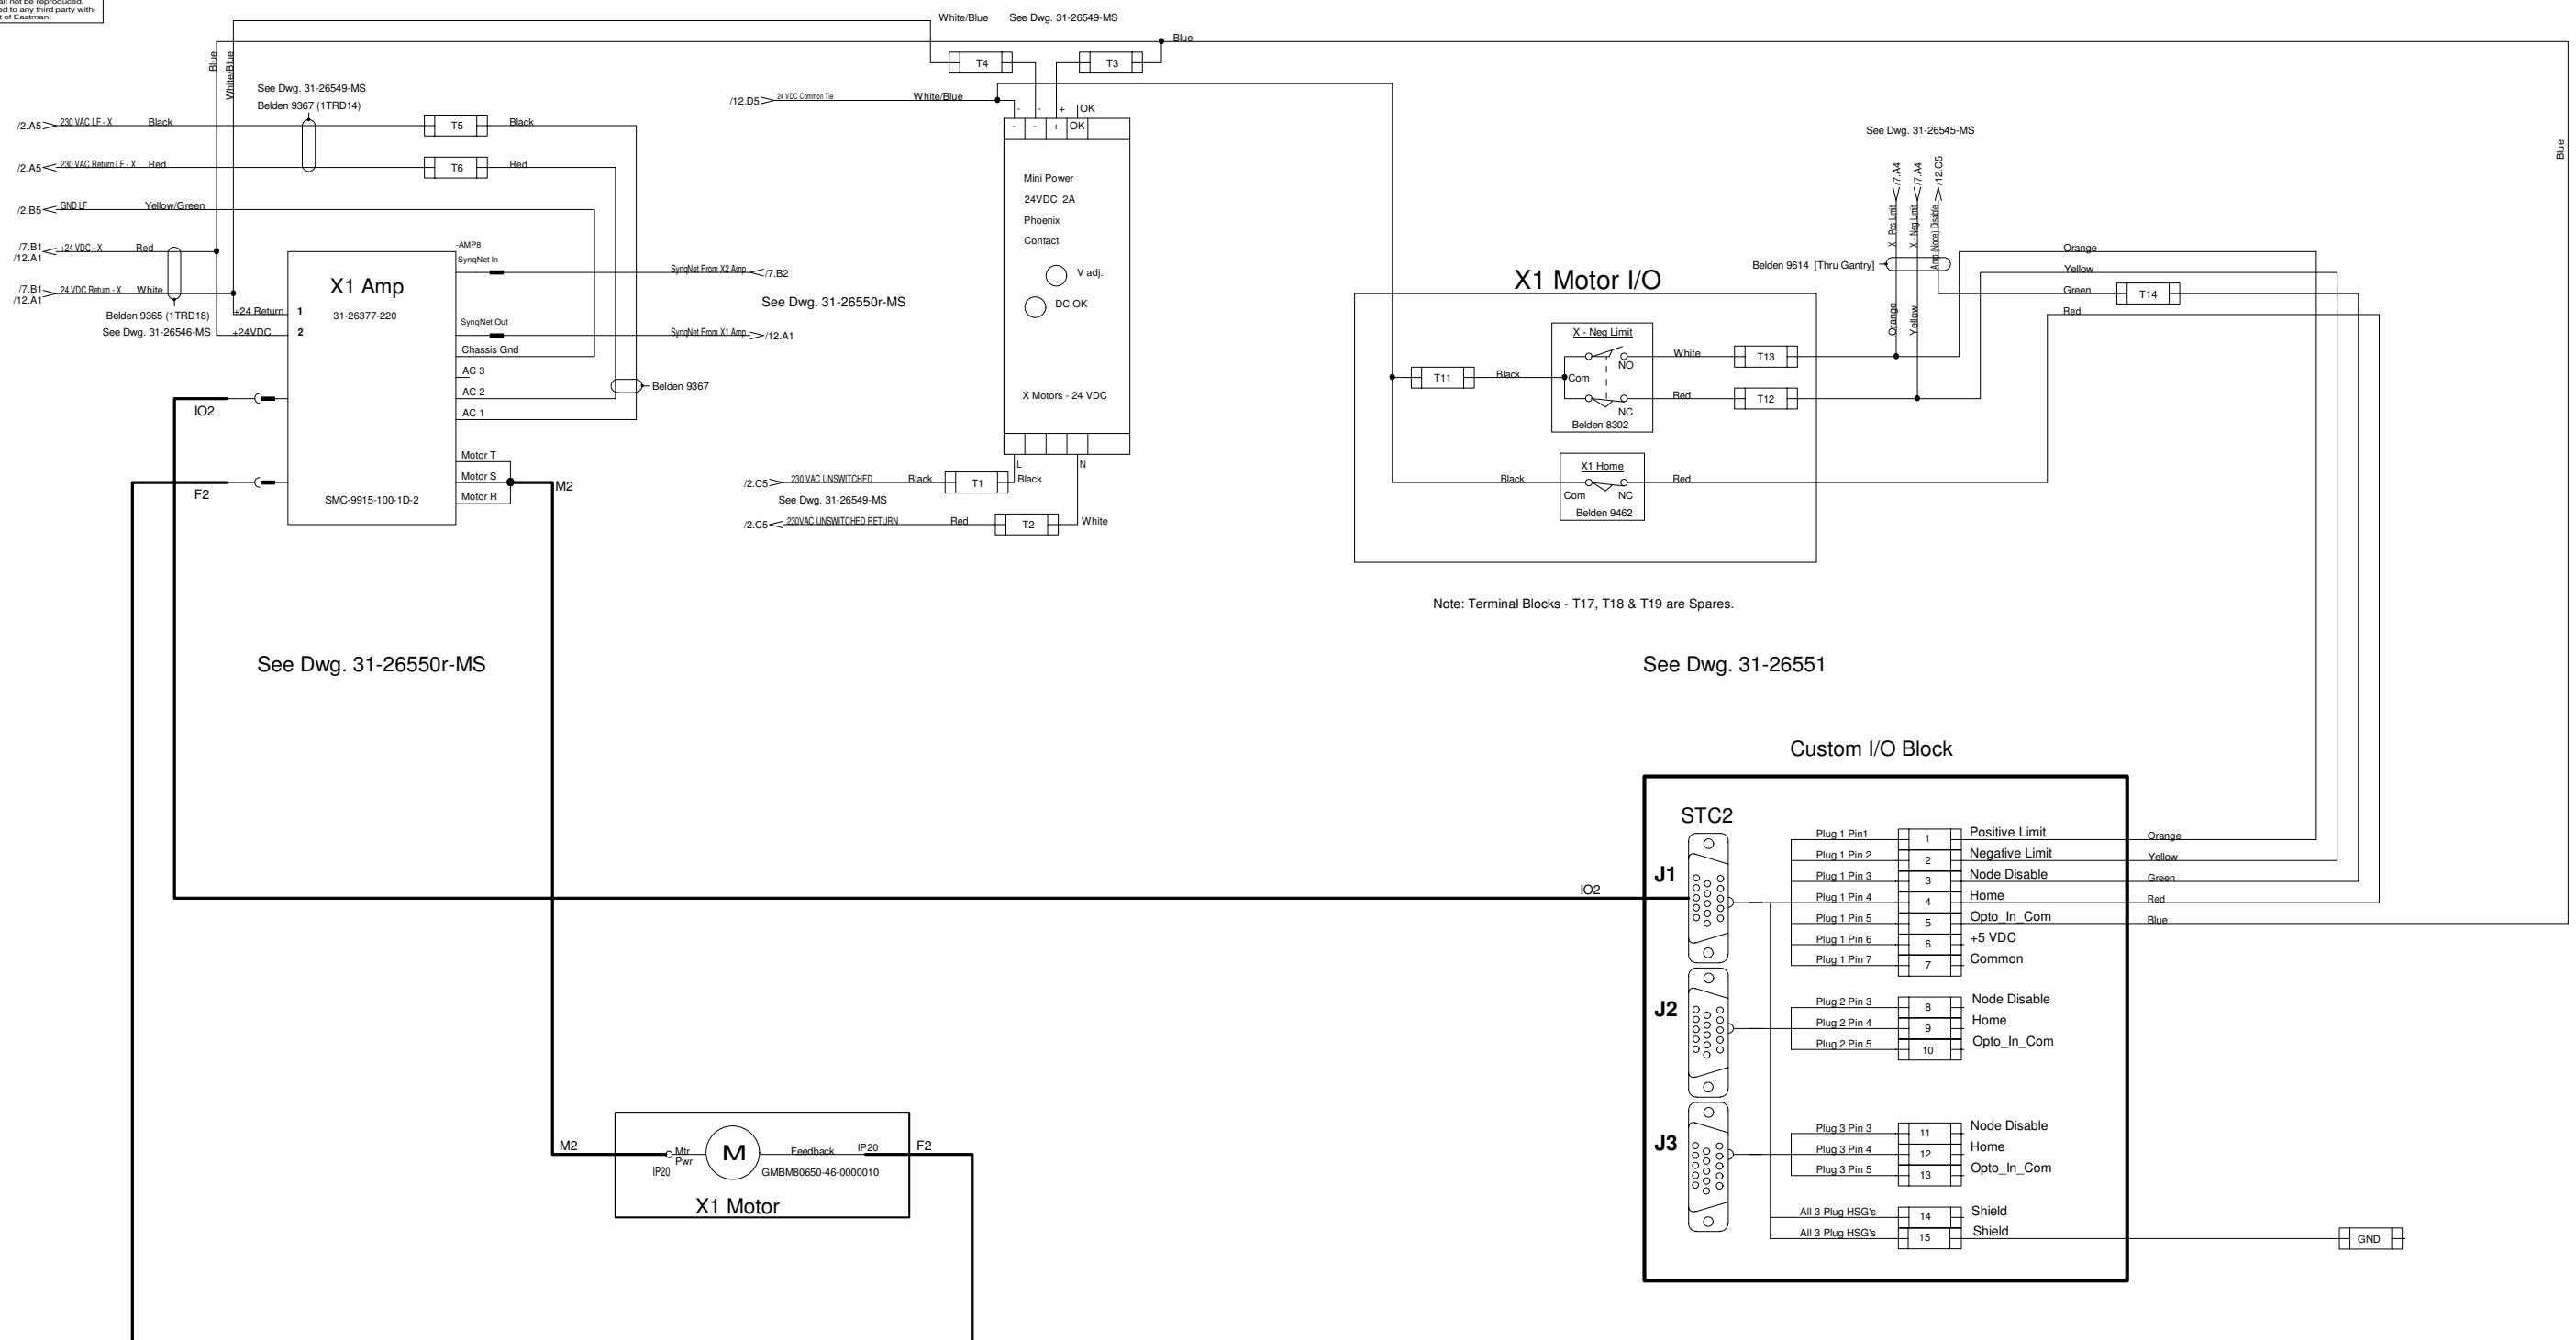 all not be reproduced,
ed to any third party with-
t of Eastman.
White/Blue See Dwg. 31-26549-MS
Blue
Blue
White/Blue
T4
T3
See Dwg. 31-26549-MS
Belden 9367 (1TRD14)
/12.D5 24 VDC Common Tie White/Blue
/2.A5 230 VAC LF - X Black T5 Black
/2.A5 230 VAC Return LF - X Red T6 Red
/2.B5 GND LF Yellow/Green
/7.B1 +24 VDC - X Red
/12.A1
/7.B1 24 VDC Return - X White
/12.A1
Belden 9365 (1TRD18)
See Dwg. 31-26546-MS
+24 Return 1
+24VDC 2
X1 Amp
31-26377-220
-AMP8
SynqNet In
SynqNet From X2 Amp /7.B2
See Dwg. 31-26550r-MS
SynqNet Out
SynqNet From X1 Amp /12.A1
Chassis Gnd
AC 3
AC 2
AC 1
Belden 9367
Motor T
Motor S
Motor R
M2
IO2
F2
SMC-9915-100-1D-2
- - + OK
- - + OK
Mini Power
24VDC 2A
Phoenix
Contact
V adj.
DC OK
X Motors - 24 VDC
L N
/2.C5 230 VAC UNSWITCHED Black T1 Black
See Dwg. 31-26549-MS
/2.C5 230VAC UNSWITCHED RETURN Red T2 White
See Dwg. 31-26545-MS
/7.A4
/7.A4
/12.C5
X - Pos Limit
X - Neg Limit
Amp (Node) Disable
Belden 9614 [Thru Gantry]
Orange
Yellow
Orange
Yellow
Green T14
Red
Blue
X1 Motor I/O
X - Neg Limit
T11 Black Com
NO White T13
NC Red T12
Belden 8302
X1 Home
Black Com NC Red
Belden 9462
Note: Terminal Blocks - T17, T18 & T19 are Spares.
See Dwg. 31-26550r-MS
See Dwg. 31-26551
Custom I/O Block
STC2
J1
IO2
Plug 1 Pin1 1 Positive Limit Orange
Plug 1 Pin 2 2 Negative Limit Yellow
Plug 1 Pin 3 3 Node Disable Green
Plug 1 Pin 4 4 Home Red
Plug 1 Pin 5 5 Opto_In_Com Blue
Plug 1 Pin 6 6 +5 VDC
Plug 1 Pin 7 7 Common
J2
Plug 2 Pin 3 8 Node Disable
Plug 2 Pin 4 9 Home
Plug 2 Pin 5 10 Opto_In_Com
J3
Plug 3 Pin 3 11 Node Disable
Plug 3 Pin 4 12 Home
Plug 3 Pin 5 13 Opto_In_Com
All 3 Plug HSG's 14 Shield
All 3 Plug HSG's 15 Shield
GND
M2
Mtr
Pwr
IP20
M
Feedback IP20
GMBM80650-46-0000010
F2
X1 Motor